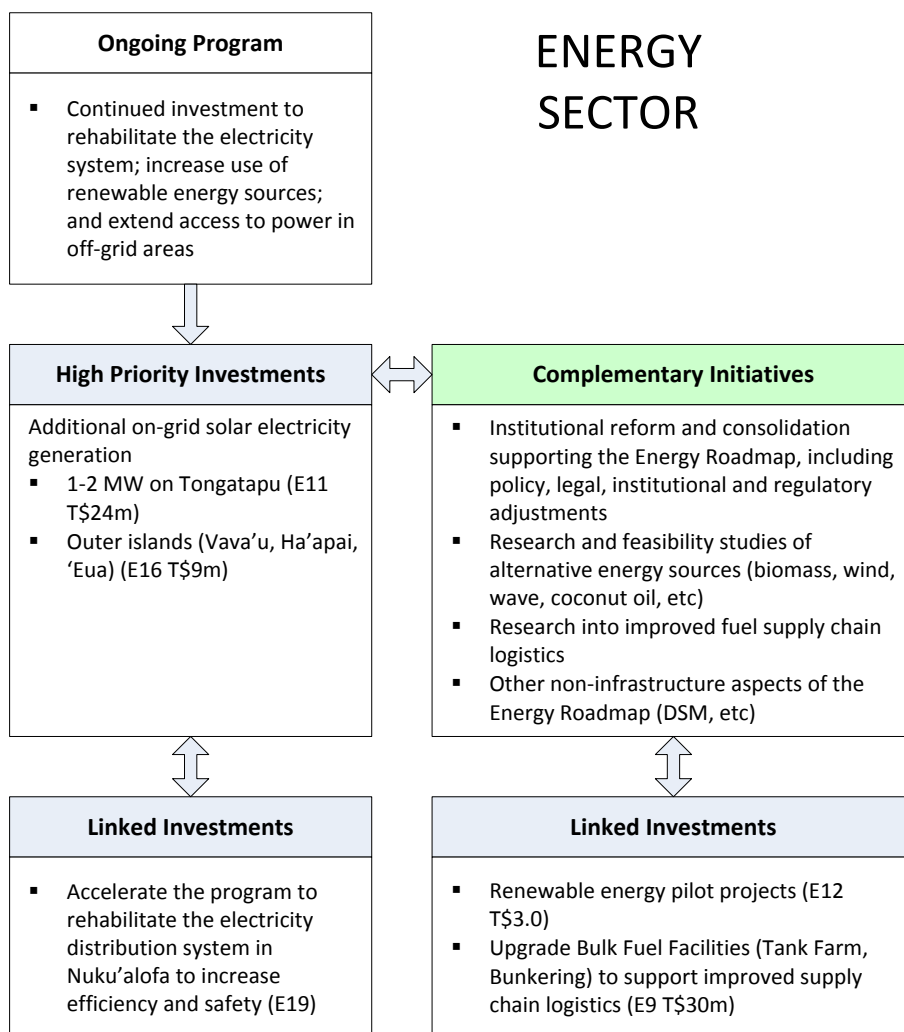 Ongoing Program
ENERGY
SECTOR
▪ Continued investment to
rehabilitate the electricity
system; increase use of
renewable energy sources;
and extend access to power in
off-grid areas
High Priority Investments
Additional on-grid solar electricity
generation
▪ 1-2 MW on Tongatapu (E11
T$24m)
▪ Outer islands (Vava’u, Ha’apai,
‘Eua) (E16 T$9m)
Complementary Initiatives
▪ Institutional reform and consolidation
supporting the Energy Roadmap, including
policy, legal, institutional and regulatory
adjustments
▪ Research and feasibility studies of
alternative energy sources (biomass, wind,
wave, coconut oil, etc)
▪ Research into improved fuel supply chain
logistics
▪ Other non-infrastructure aspects of the
Energy Roadmap (DSM, etc)
Linked Investments
▪ Accelerate the program to
rehabilitate the electricity
distribution system in
Nuku’alofa to increase
efficiency and safety (E19)
Linked Investments
▪ Renewable energy pilot projects (E12
T$3.0)
▪ Upgrade Bulk Fuel Facilities (Tank Farm,
Bunkering) to support improved supply
chain logistics (E9 T$30m)